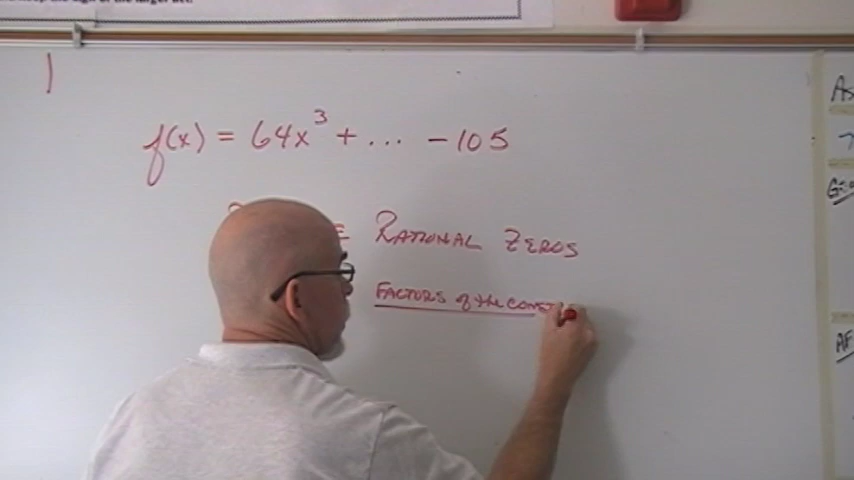 f(x) = 64x³ + ... - 105
RATIONAL ZEROS
FACTORS of the CONST